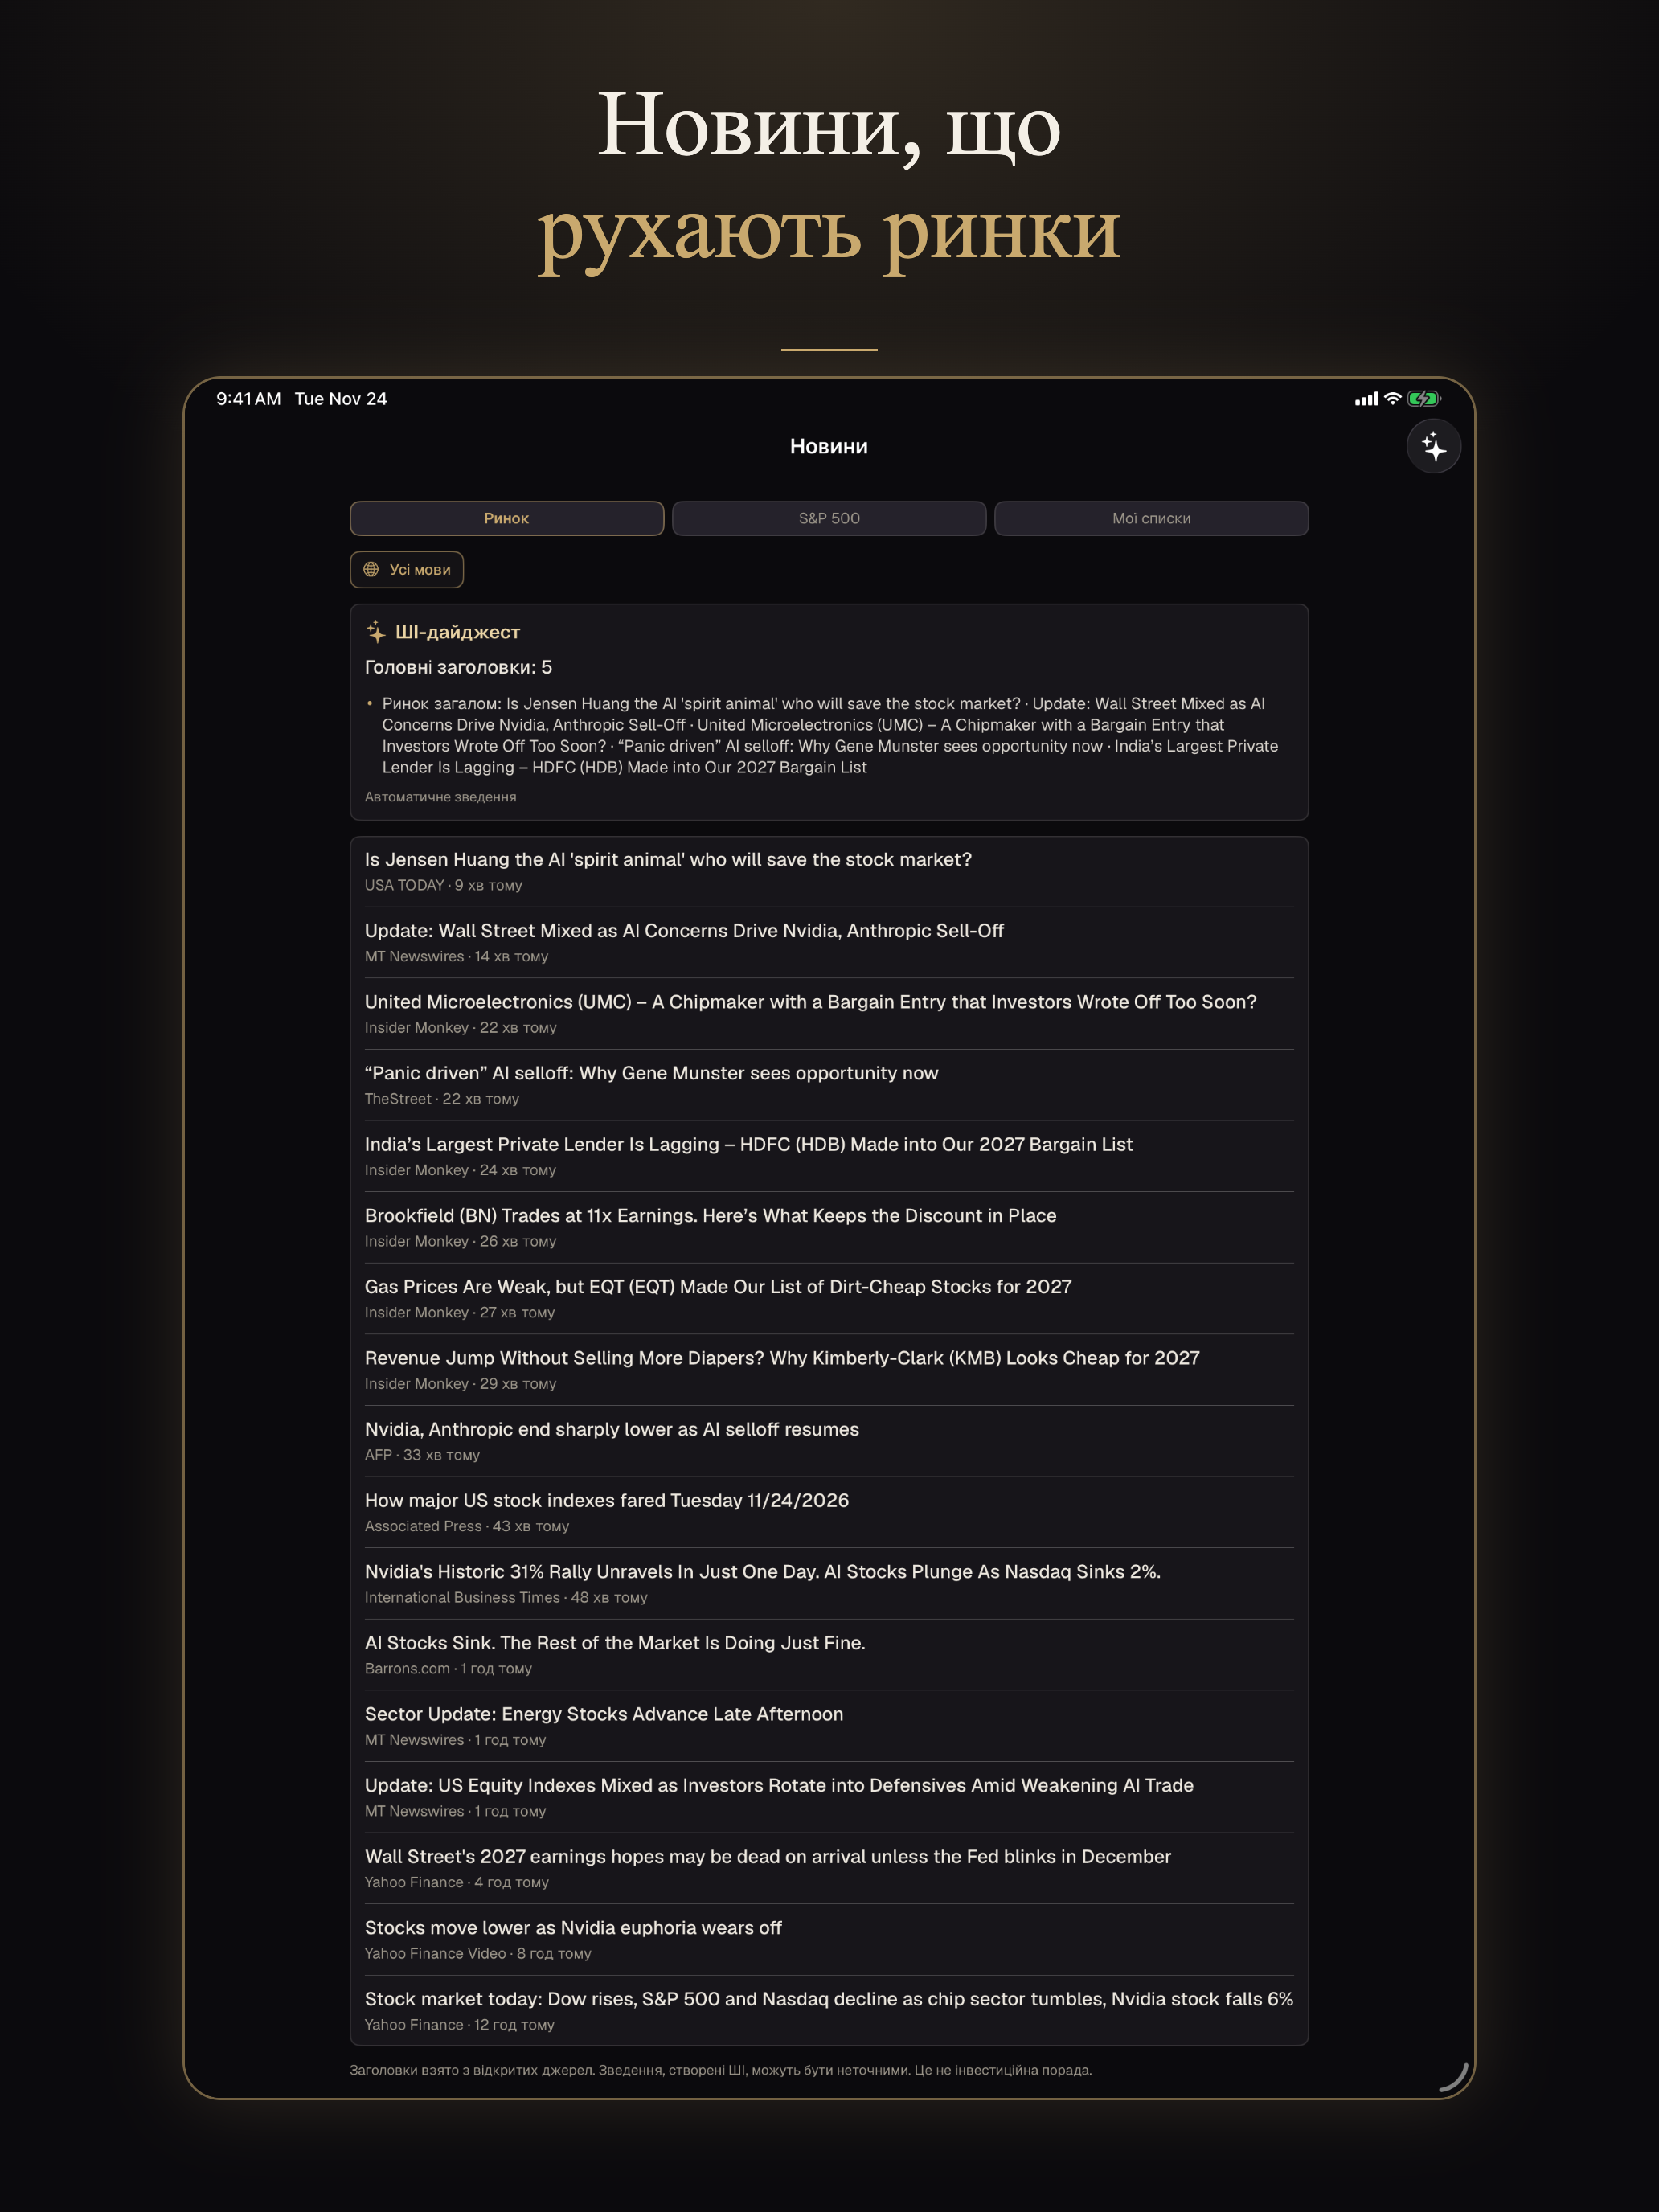 Новини, що
рухають ринки
9:41 AM Tue Nov 24
Новини
Ринок
S&P 500
Мої списки
Усі мови
ШІ-дайджест
Головні заголовки: 5
• Ринок загалом: Is Jensen Huang the AI 'spirit animal' who will save the stock market? · Update: Wall Street Mixed as AI
Concerns Drive Nvidia, Anthropic Sell-Off · United Microelectronics (UMC) – A Chipmaker with a Bargain Entry that
Investors Wrote Off Too Soon? · “Panic driven” AI selloff: Why Gene Munster sees opportunity now · India’s Largest Private
Lender Is Lagging – HDFC (HDB) Made into Our 2027 Bargain List
Автоматичне зведення
Is Jensen Huang the AI 'spirit animal' who will save the stock market?
USA TODAY · 9 хв тому
Update: Wall Street Mixed as AI Concerns Drive Nvidia, Anthropic Sell-Off
MT Newswires · 14 хв тому
United Microelectronics (UMC) – A Chipmaker with a Bargain Entry that Investors Wrote Off Too Soon?
Insider Monkey · 22 хв тому
“Panic driven” AI selloff: Why Gene Munster sees opportunity now
TheStreet · 22 хв тому
India’s Largest Private Lender Is Lagging – HDFC (HDB) Made into Our 2027 Bargain List
Insider Monkey · 24 хв тому
Brookfield (BN) Trades at 11x Earnings. Here’s What Keeps the Discount in Place
Insider Monkey · 26 хв тому
Gas Prices Are Weak, but EQT (EQT) Made Our List of Dirt-Cheap Stocks for 2027
Insider Monkey · 27 хв тому
Revenue Jump Without Selling More Diapers? Why Kimberly-Clark (KMB) Looks Cheap for 2027
Insider Monkey · 29 хв тому
Nvidia, Anthropic end sharply lower as AI selloff resumes
AFP · 33 хв тому
How major US stock indexes fared Tuesday 11/24/2026
Associated Press · 43 хв тому
Nvidia's Historic 31% Rally Unravels In Just One Day. AI Stocks Plunge As Nasdaq Sinks 2%.
International Business Times · 48 хв тому
AI Stocks Sink. The Rest of the Market Is Doing Just Fine.
Barrons.com · 1 год тому
Sector Update: Energy Stocks Advance Late Afternoon
MT Newswires · 1 год тому
Update: US Equity Indexes Mixed as Investors Rotate into Defensives Amid Weakening AI Trade
MT Newswires · 1 год тому
Wall Street's 2027 earnings hopes may be dead on arrival unless the Fed blinks in December
Yahoo Finance · 4 год тому
Stocks move lower as Nvidia euphoria wears off
Yahoo Finance Video · 8 год тому
Stock market today: Dow rises, S&P 500 and Nasdaq decline as chip sector tumbles, Nvidia stock falls 6%
Yahoo Finance · 12 год тому
Заголовки взято з відкритих джерел. Зведення, створені ШІ, можуть бути неточними. Це не інвестиційна порада.